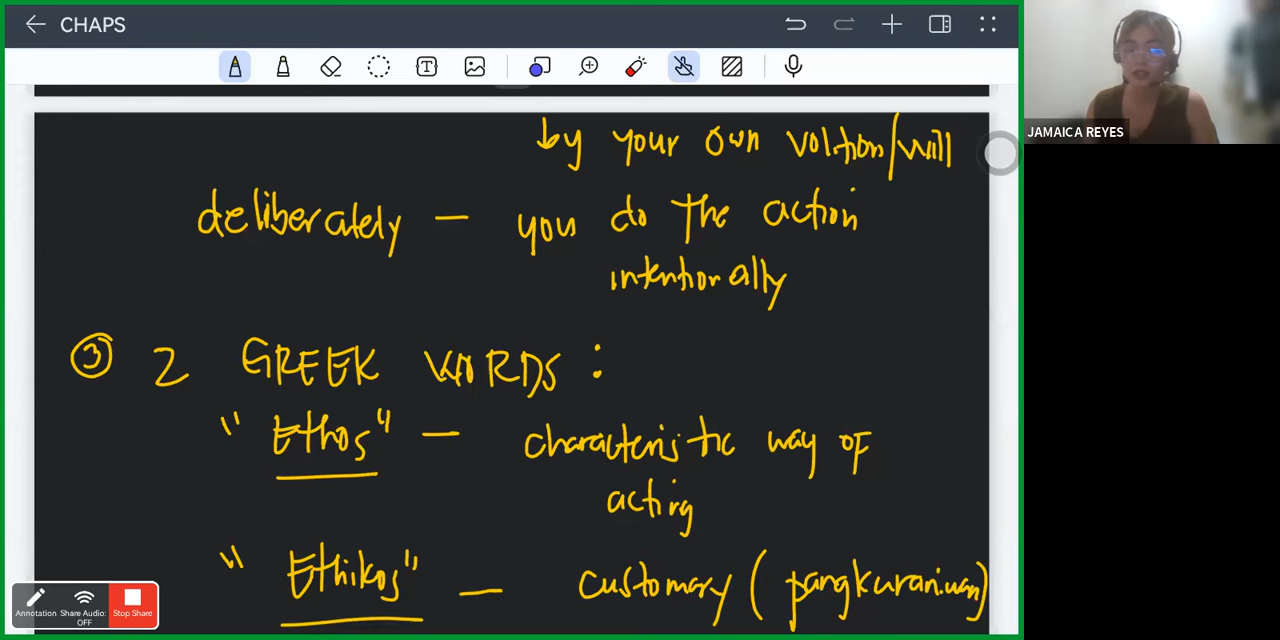 CHAPS
JAMAICA REYES
by your own volition/will
deliberately — you do the action
intentionally
③ 2 GREEK WORDS :
"Ethos" — characteristic way of
acting
"Ethikos" — customary (pangkaraniwan)
Annotation
Share Audio: OFF
Stop Share